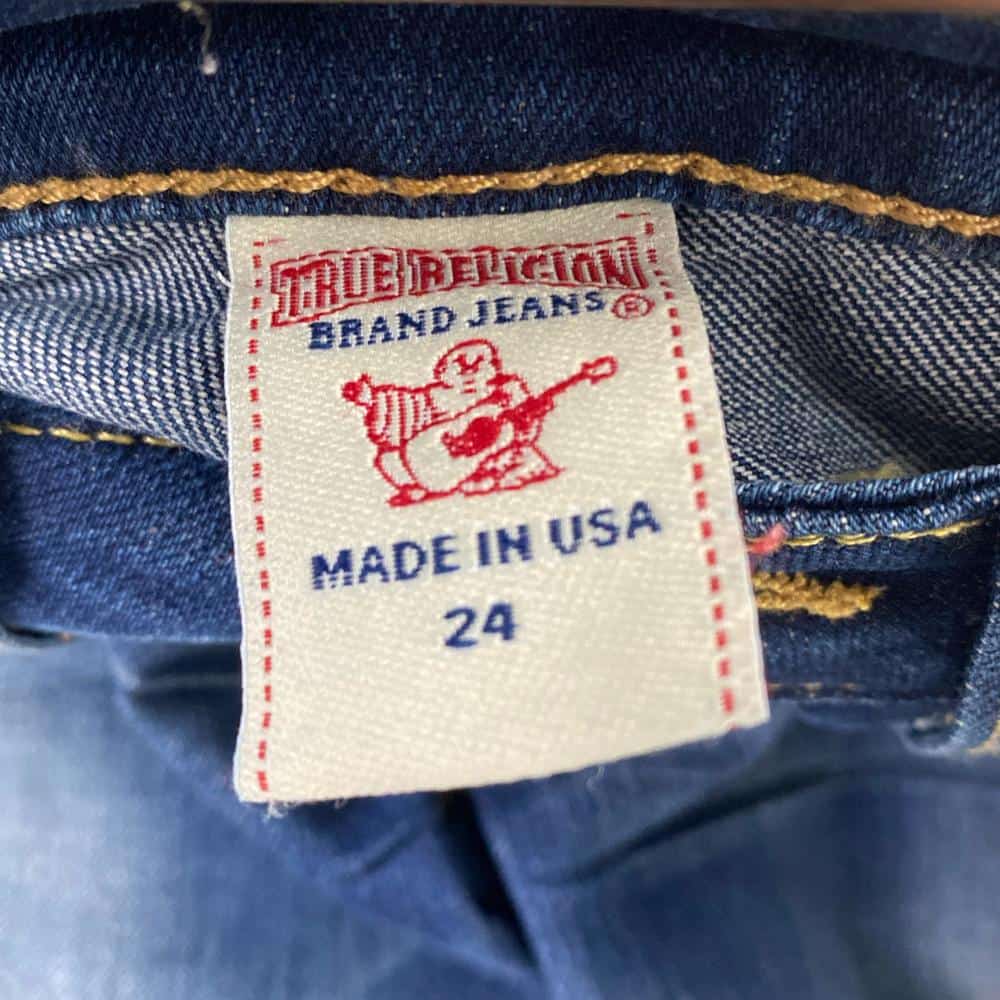 TRUE RELIGION
BRAND JEANS ®
MADE IN USA
24